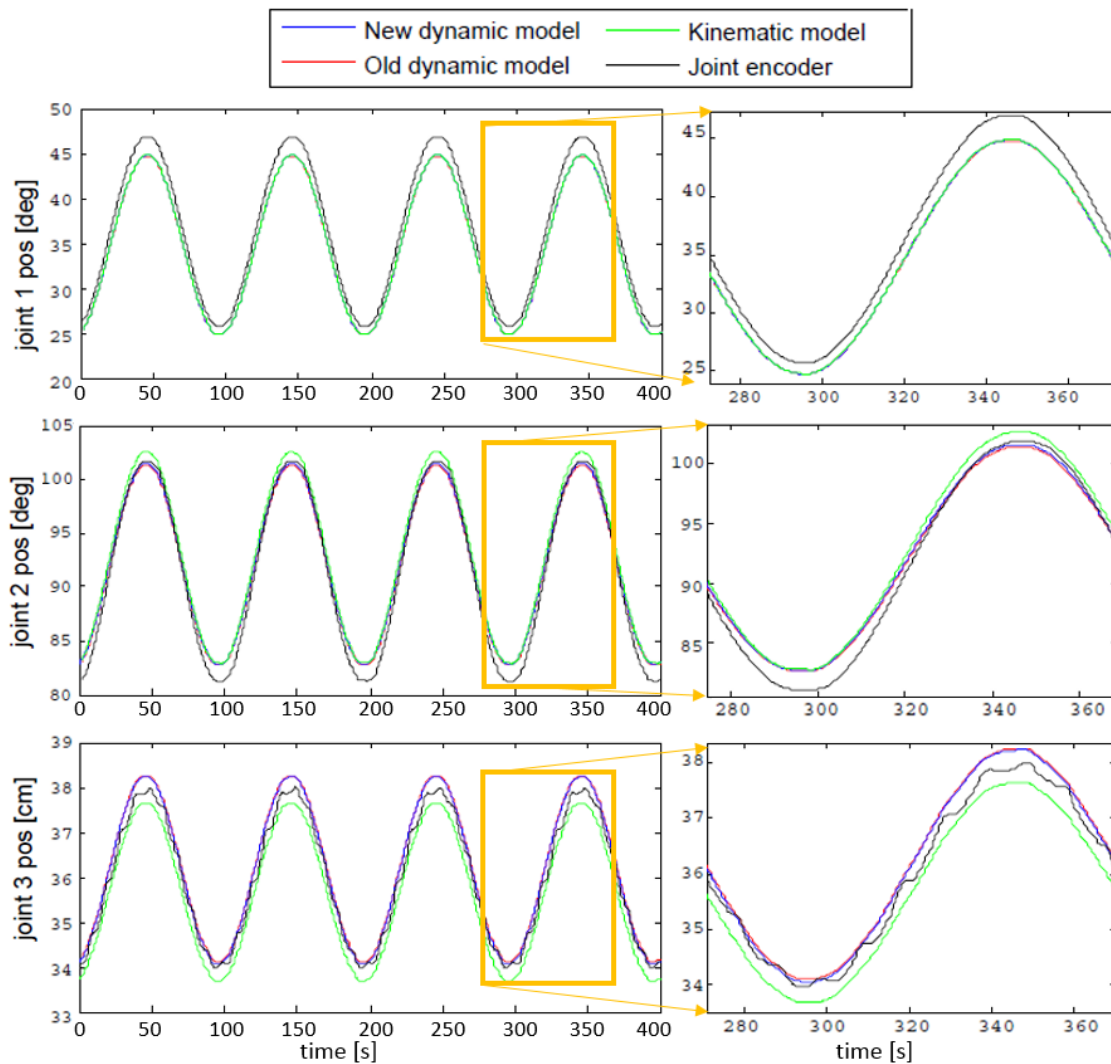 New dynamic model Kinematic model
Old dynamic model Joint encoder
joint 1 pos [deg]
50
45
40
35
30
25
20
0 50 100 150 200 250 300 350 400
45
40
35
30
25
280 300 320 340 360
joint 2 pos [deg]
105
100
95
90
85
80
0 50 100 150 200 250 300 350 400
100
95
90
85
280 300 320 340 360
joint 3 pos [cm]
39
38
37
36
35
34
33
0 50 100 150 200 250 300 350 400
time [s]
38
37
36
35
34
280 300 320 340 360
time [s]